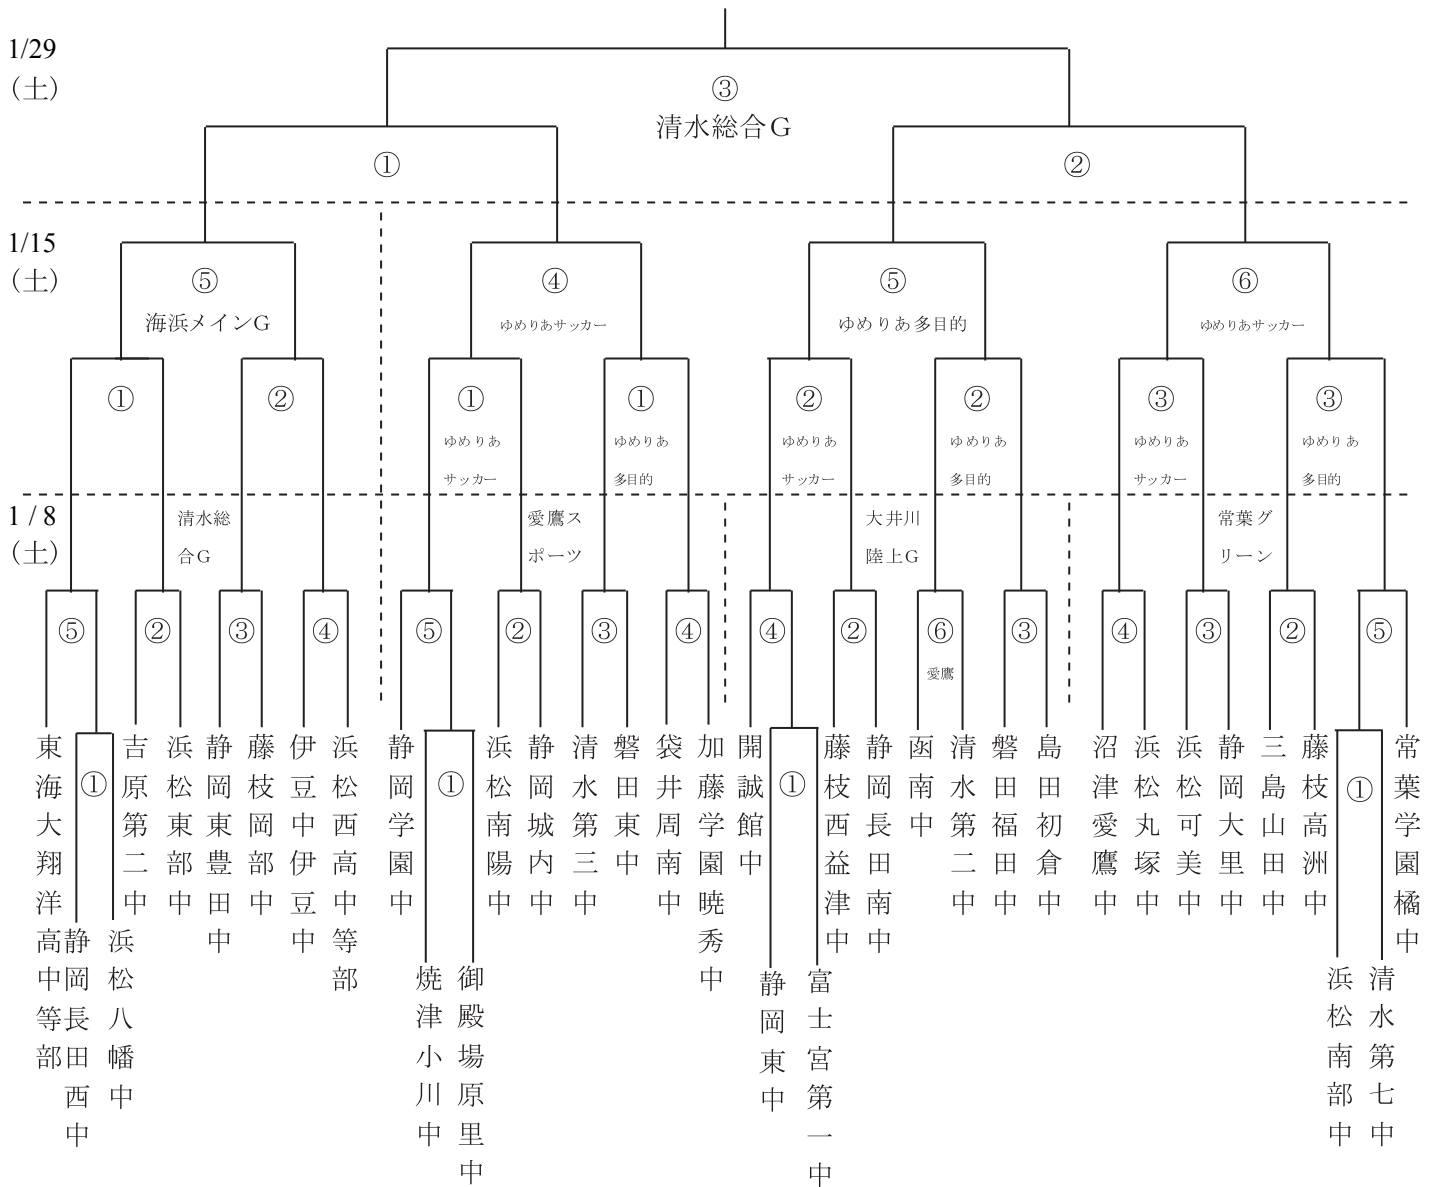 1/29
(土)
③
清水総合G
①
②
1/15
(土)
⑤
海浜メインG
④
ゆめりあサッカー
⑤
ゆめりあ多目的
⑥
ゆめりあサッカー
①
②
①
ゆめりあ
サッカー
①
ゆめりあ
多目的
②
ゆめりあ
サッカー
②
ゆめりあ
多目的
③
ゆめりあ
サッカー
③
ゆめりあ
多目的
1/8
(土)
清水総
合G
愛鷹ス
ポーツ
大井川
陸上G
常葉グ
リーン
⑤
②
③
④
⑤
②
③
④
④
②
⑥
愛鷹
③
④
③
②
⑤
①
①
①
①
東海大翔洋高中等部
静岡長田西中
浜松八幡中
吉原第二中
浜松東部中
静岡東豊田中
藤枝岡部中
伊豆中伊豆中
浜松西高中等部
静岡学園中
焼津小川中
御殿場原里中
浜松南陽中
静岡城内中
清水第三中
磐田東中
袋井周南中
加藤学園暁秀中
開誠館中
静岡東中
富士宮第一中
藤枝西益津中
静岡長田南中
函南中
清水第二中
磐田福田中
島田初倉中
沼津愛鷹中
浜松丸塚中
浜松可美中
静岡大里中
三島山田中
藤枝高洲中
浜松南部中
清水第七中
常葉学園橘中